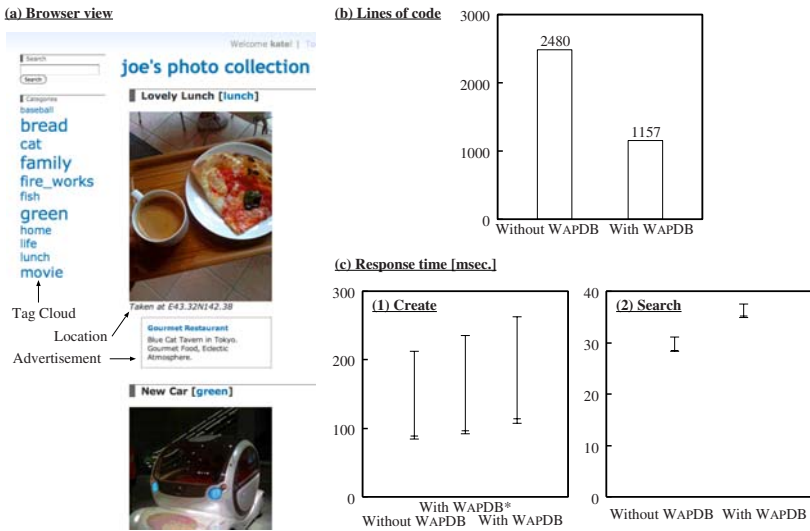 (a) Browser view
Welcome kate! | To
Search
Search
joe's photo collection
Categories
baseball
bread
cat
family
fire_works
fish
green
home
life
lunch
movie
Lovely Lunch [lunch]
Taken at E43.32N142.38
Tag Cloud
Location
Advertisement
Gourmet Restaurant
Blue Cat Tavern in Tokyo.
Gourmet Food, Eclectic
Atmosphere.
New Car [green]
(b) Lines of code
3000
2000
1000
0
2480
1157
Without WAPDB
With WAPDB
(c) Response time [msec.]
(1) Create
300
200
100
0
With WAPDB*
Without WAPDB
With WAPDB
(2) Search
40
30
20
10
0
Without WAPDB
With WAPDB